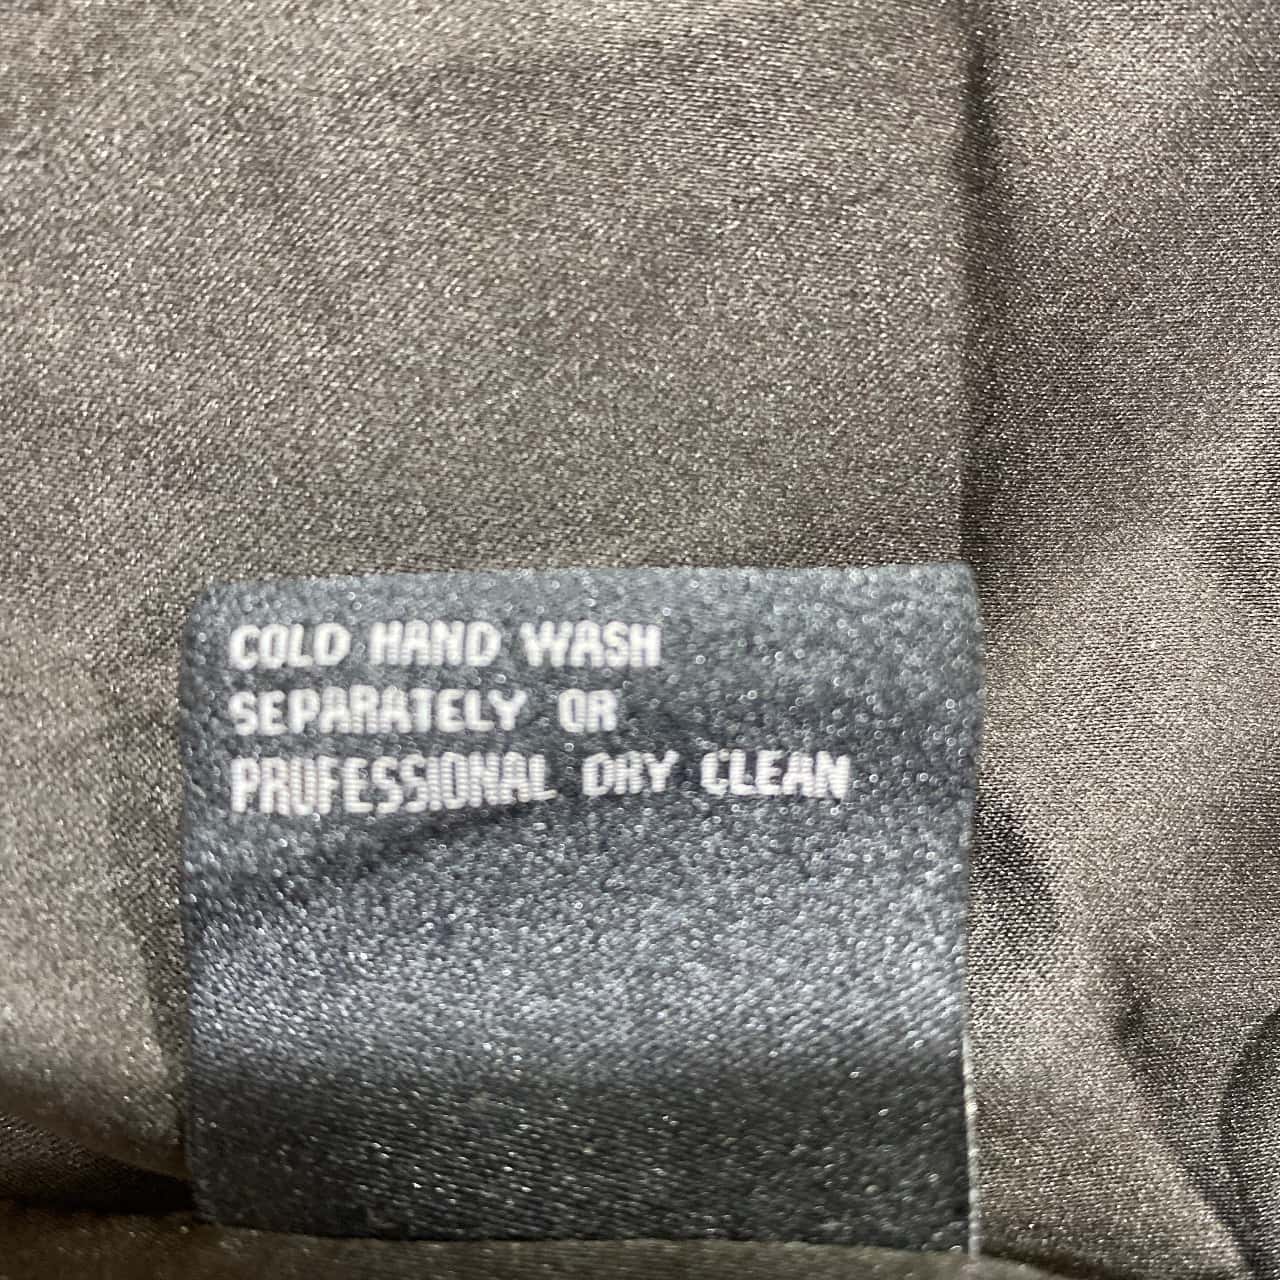 COLD HAND WASH
SEPARATELY OR
PROFESSIONAL DRY CLEAN